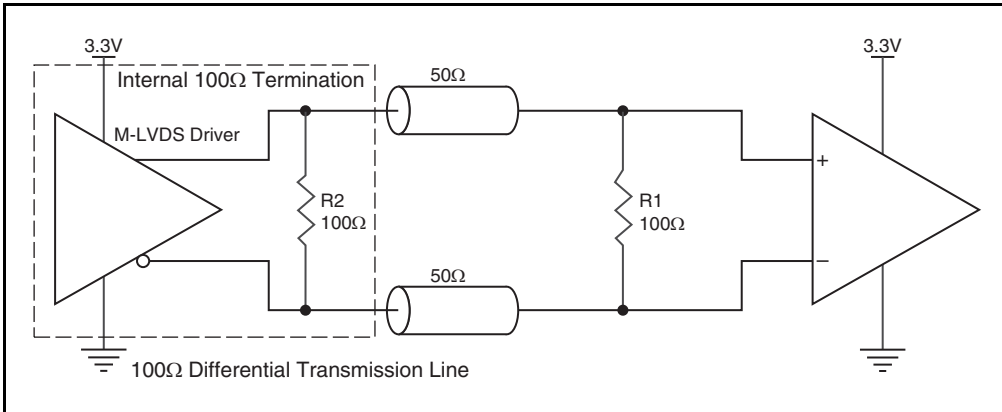 3.3V
3.3V
Internal 100Ω Termination
50Ω
M-LVDS Driver
+
R2
100Ω
R1
100Ω
−
50Ω
100Ω Differential Transmission Line